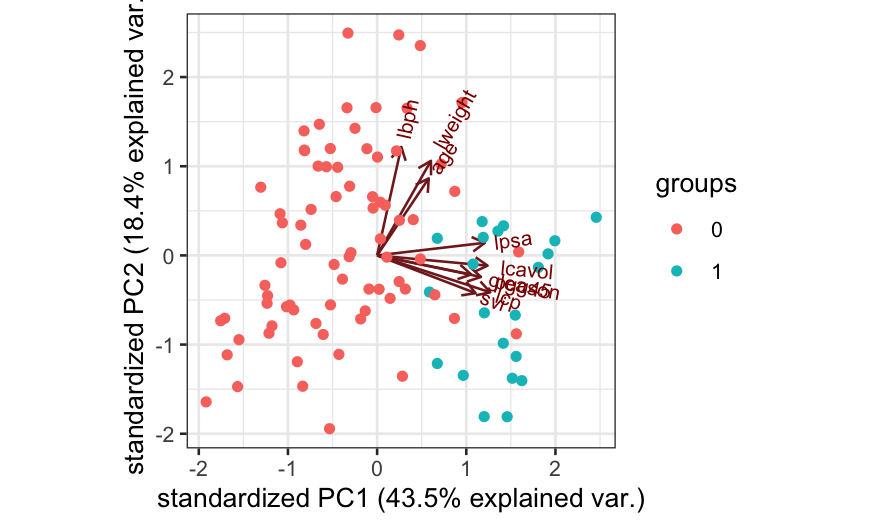 standardized PC2 (18.4% explained var.
2
1
0
-1
-2
-2
-1
0
1
2
standardized PC1 (43.5% explained var.)
lbph
lweight
age
lpsa
lcavol
svi
lcp
groups
0
1